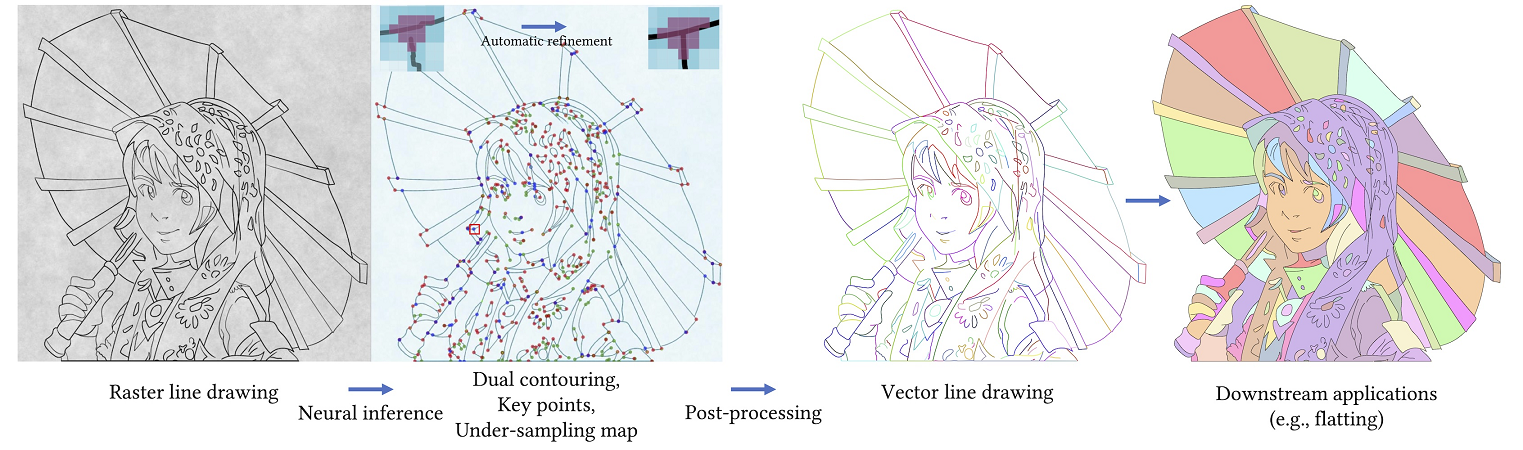 Automatic refinement
Raster line drawing
Neural inference
Dual contouring,
Key points,
Under-sampling map
Post-processing
Vector line drawing
Downstream applications
(e.g., flatting)